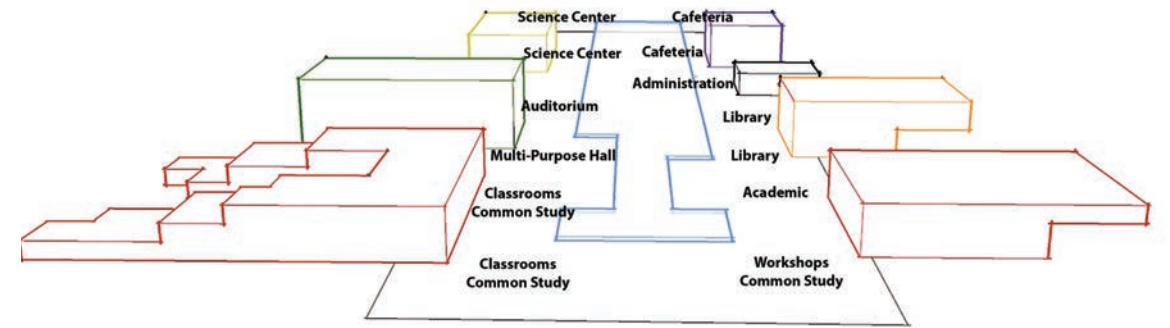 Science Center
Cafeteria
Science Center
Cafeteria
Administration
Auditorium
Library
Multi-Purpose Hall
Library
Classrooms
Common Study
Academic
Classrooms
Common Study
Workshops
Common Study